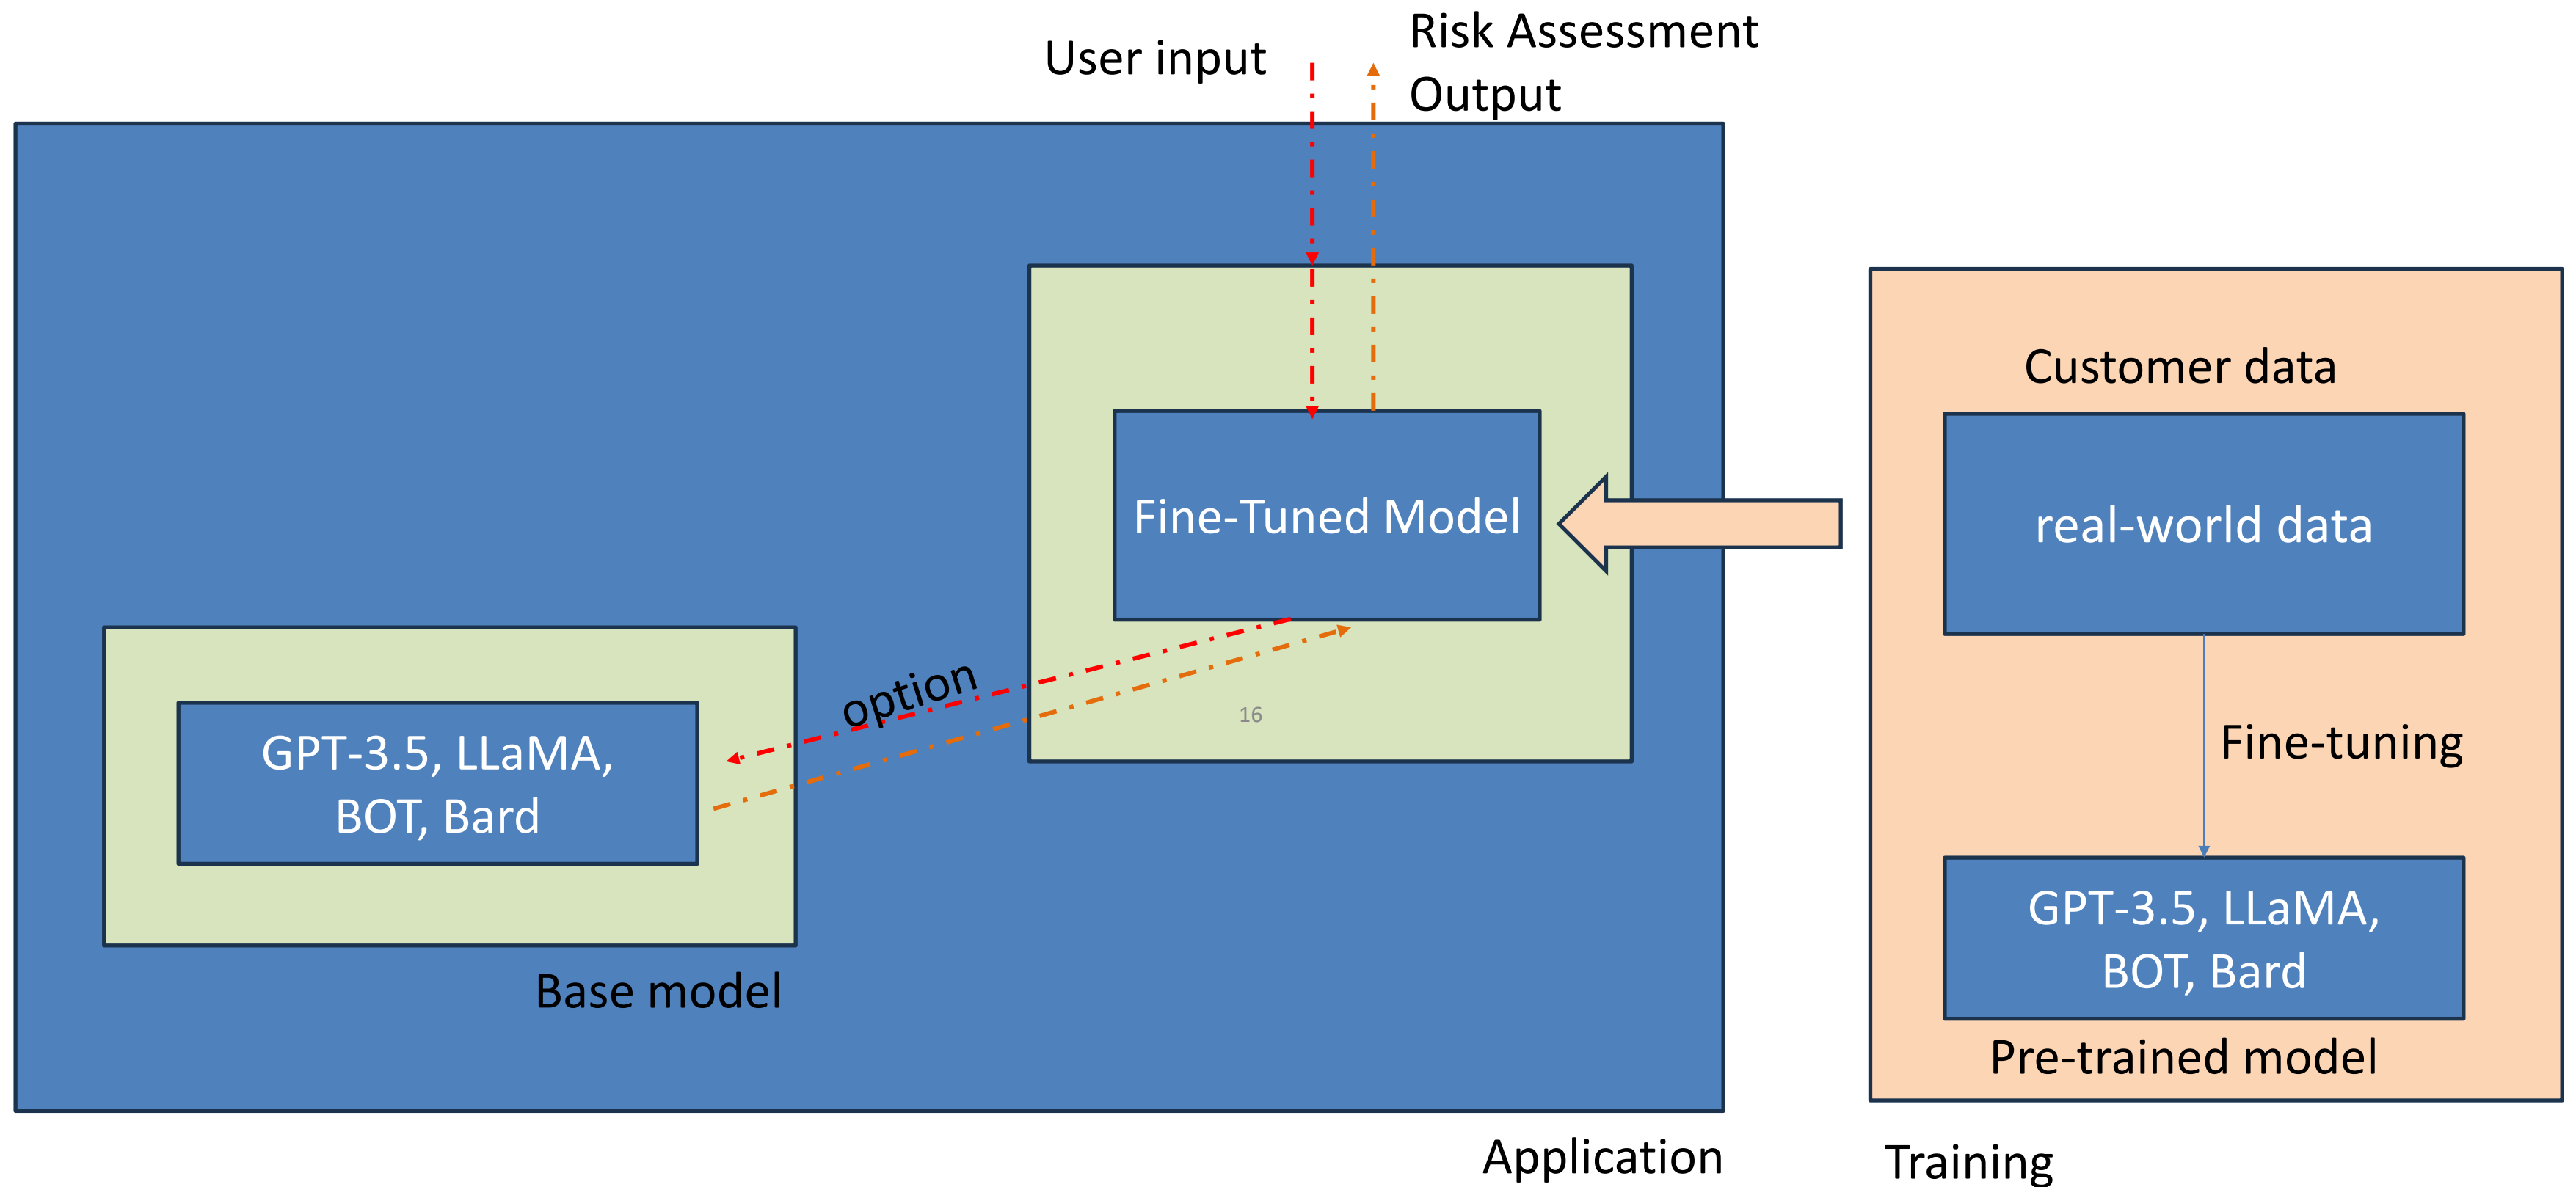 User input
Risk Assessment
Output
Customer data
Fine-Tuned Model
real-world data
option
16
GPT-3.5, LLaMA,
BOT, Bard
Fine-tuning
Base model
GPT-3.5, LLaMA,
BOT, Bard
Pre-trained model
Application
Training